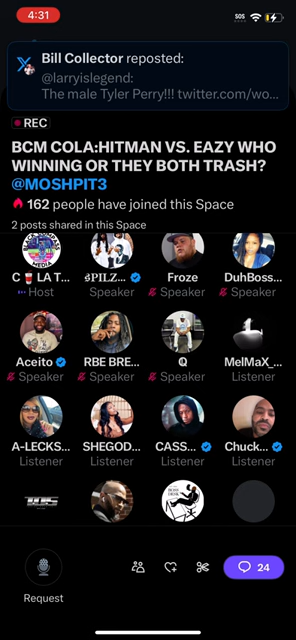 4:31
SOS
Bill Collector reposted:
@larryislegend:
The male Tyler Perry!!! twitter.com/wo...
REC
BCM COLA:HITMAN VS. EAZY WHO
WINNING OR THEY BOTH TRASH?
@MOSHPIT3
162 people have joined this Space
2 posts shared in this Space
MEDIA
C🥤LA T... $PILZ... Froze DuhBoss...
Host Speaker Speaker Speaker
Aceito RBE BRE... Q MelMaX_...
Speaker Speaker Speaker Listener
A-LECKS... SHEGOD... CASS... Chuck...
Listener Listener Listener Listener
24
Request